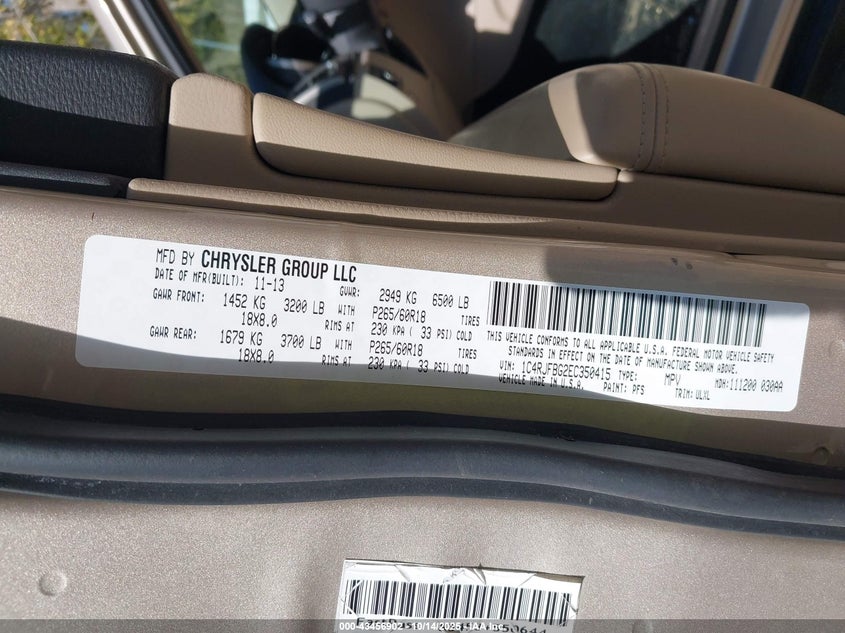 MFD BY CHRYSLER GROUP LLC
DATE OF MFR(BUILT): 11-13 GVWR: 2949 KG 6500 LB
GAWR FRONT: 1452 KG 3200 LB WITH P265/60R18 TIRES
18X8.0 RIMS AT 230 KPA ( 33 PSI) COLD
GAWR REAR: 1679 KG 3700 LB WITH P265/60R18 TIRES
18X8.0 RIMS AT 230 KPA ( 33 PSI) COLD
THIS VEHICLE CONFORMS TO ALL APPLICABLE U.S.A. FEDERAL MOTOR VEHICLE SAFETY
STANDARDS IN EFFECT ON THE DATE OF MANUFACTURE SHOWN ABOVE.
VIN: 1C4RJFBG2EC350415 TYPE: MPV MDH: 111200 030AA
VEHICLE MADE IN U.S.A. PAINT: PFS TRIM: ULXL
000-43456902 - 10/14/2025 - IAA, Inc.